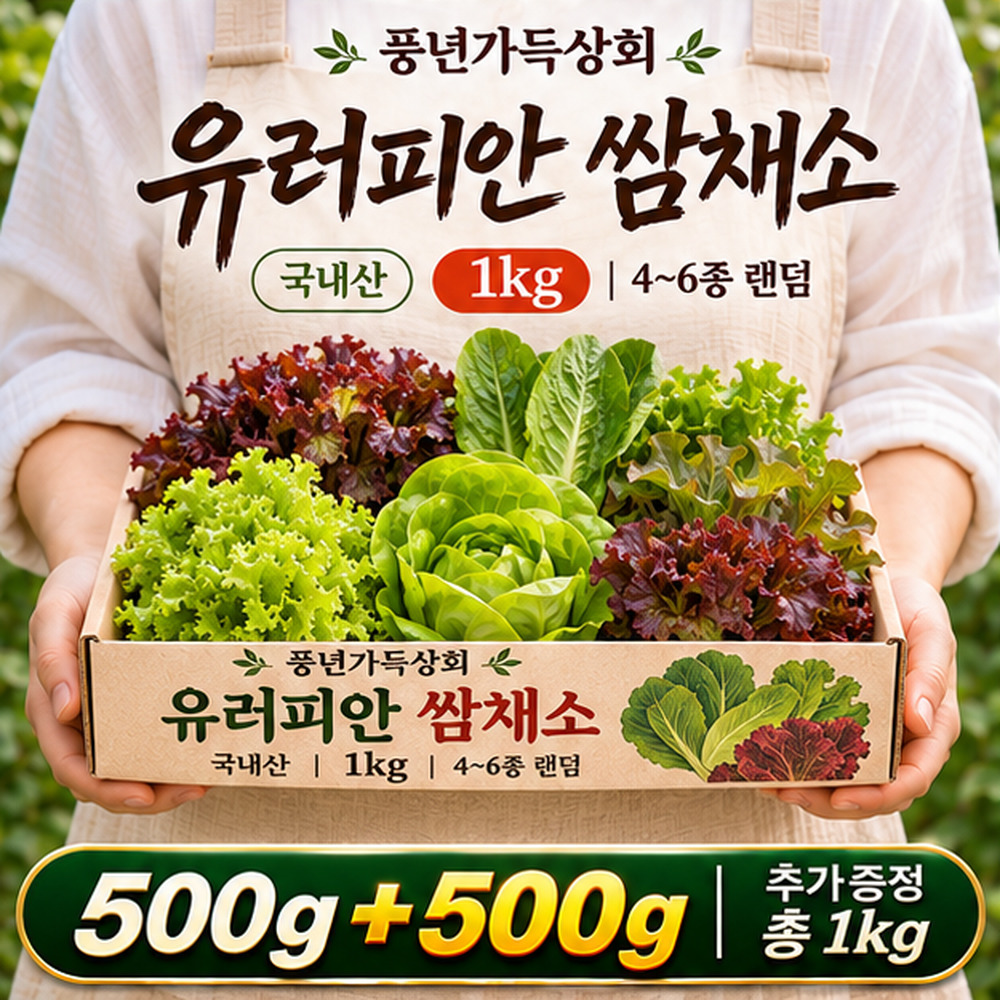 풍년가득상회
유러피안 쌈채소
국내산 1kg | 4~6종 랜덤
풍년가득상회
유러피안 쌈채소
국내산 | 1kg | 4~6종 랜덤
500g+500g | 추가증정
총 1kg